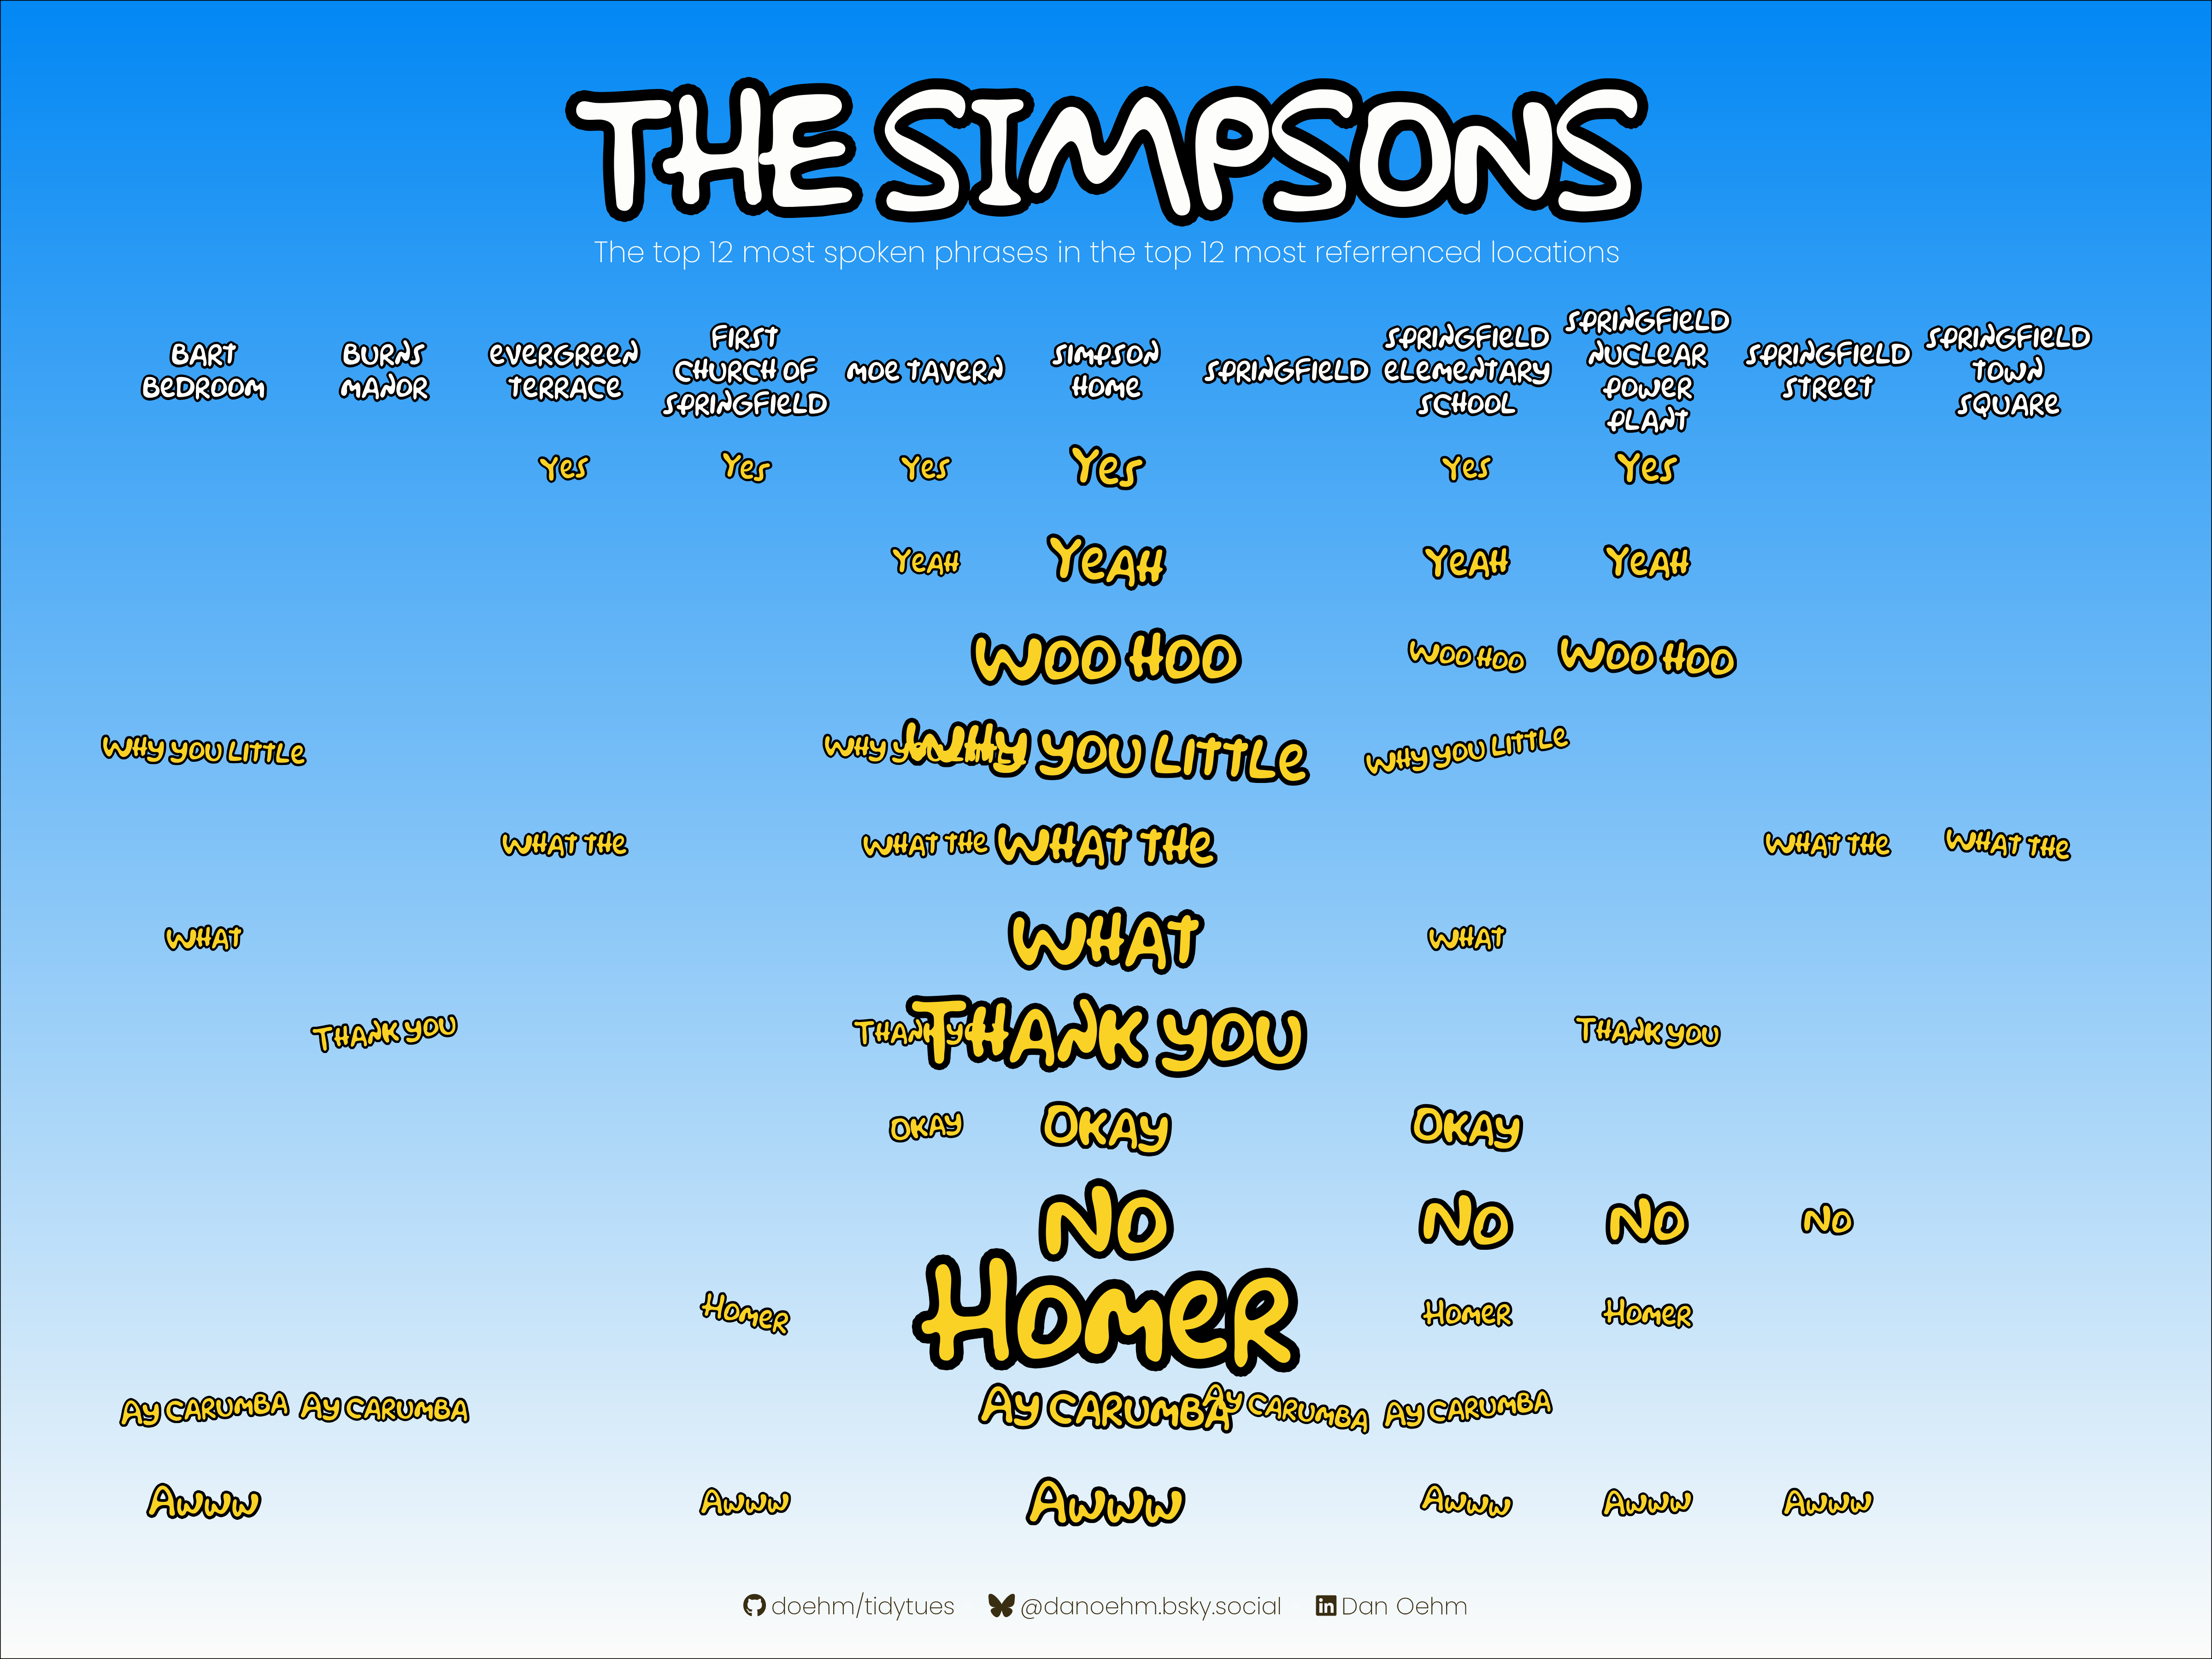 THE SIMPSONS
The top 12 most spoken phrases in the top 12 most referrenced locations
BART BEDROOM
BURNS MANOR
EVERGREEN TERRACE
FIRST CHURCH OF SPRINGFIELD
MOE TAVERN
SIMPSON HOME
SPRINGFIELD
SPRINGFIELD ELEMENTARY SCHOOL
SPRINGFIELD NUCLEAR POWER PLANT
SPRINGFIELD STREET
SPRINGFIELD TOWN SQUARE
Yes Yes Yes Yes Yes Yes
Yeah Yeah Yeah Yeah
Woo Hoo Woo Hoo Woo Hoo
Why you little Why you little Why you little Why you little
What the What the What the What the What the
What What What
Thank you Thank you Thank you Thank you
Okay Okay Okay
No No No No
Homer Homer Homer Homer
Ay carumba Ay carumba Ay carumba Ay carumba Ay carumba
Awww Awww Awww Awww Awww Awww
doehm/tidytues @danoehm.bsky.social Dan Oehm